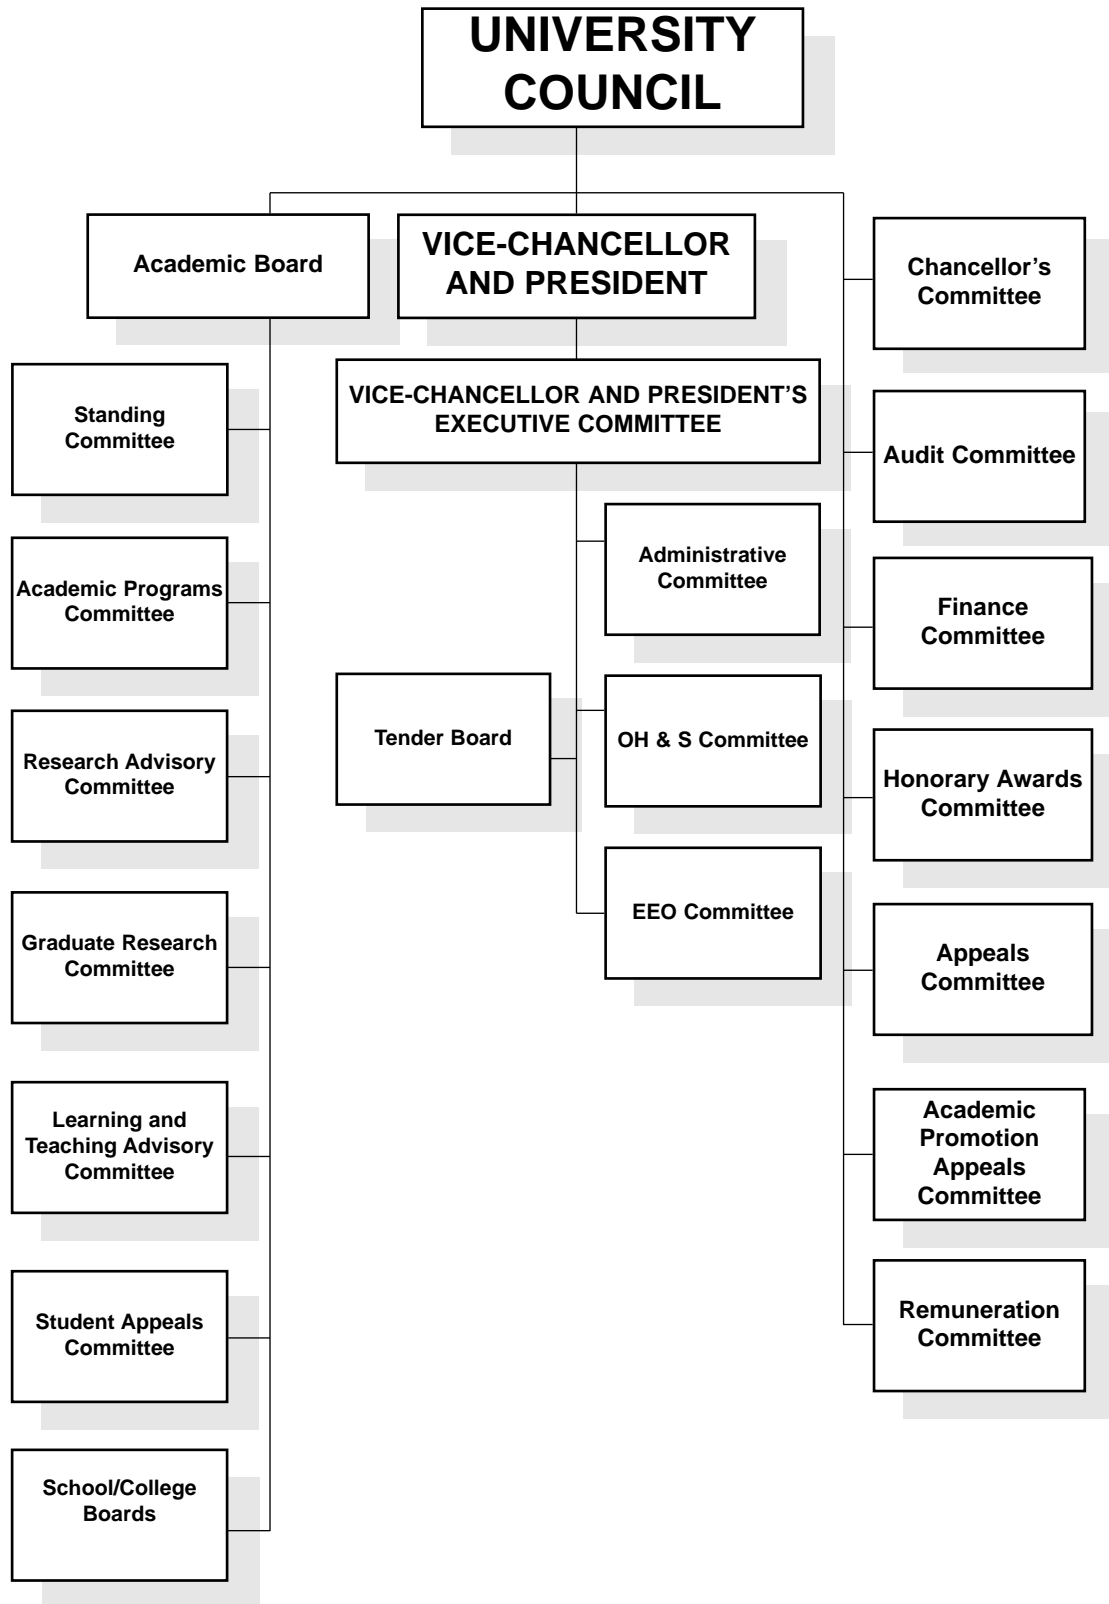 UNIVERSITY
COUNCIL
Academic Board
VICE-CHANCELLOR
AND PRESIDENT
Chancellor’s
Committee
VICE-CHANCELLOR AND PRESIDENT’S
EXECUTIVE COMMITTEE
Standing
Committee
Audit Committee
Administrative
Committee
Academic Programs
Committee
Finance
Committee
Tender Board
OH & S Committee
Research Advisory
Committee
Honorary Awards
Committee
EEO Committee
Graduate Research
Committee
Appeals
Committee
Learning and
Teaching Advisory
Committee
Academic
Promotion
Appeals
Committee
Student Appeals
Committee
Remuneration
Committee
School/College
Boards